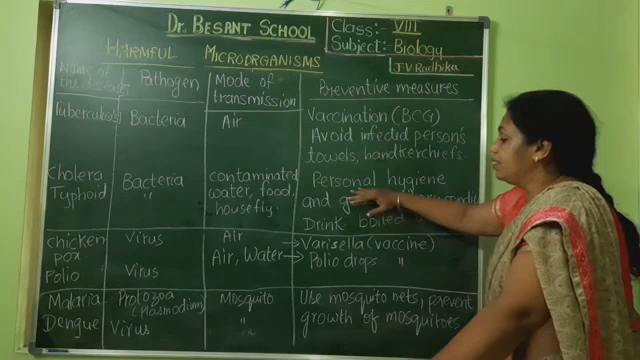 Dr. BESANT SCHOOL
Class:- VIII
Subject:- Biology
J.V. Radhika
HARMFUL MICRORGANISMS
Name of the disease Pathogen Mode of transmission Preventive measures
Tuberculosis Bacteria Air Vaccination (BCG)
Avoid infected person's
towels, handkerchiefs.
Cholera Bacteria contaminated Personal hygiene
Typhoid " water, food, and
housefly. Drink boiled
chicken Virus Air → Varisella (vaccine)
pox Air, Water → Polio drops "
Polio Virus
Malaria Protozoa Mosquito Use mosquito nets, prevent
(Plasmodium)
Dengue Virus " growth of mosquitoes